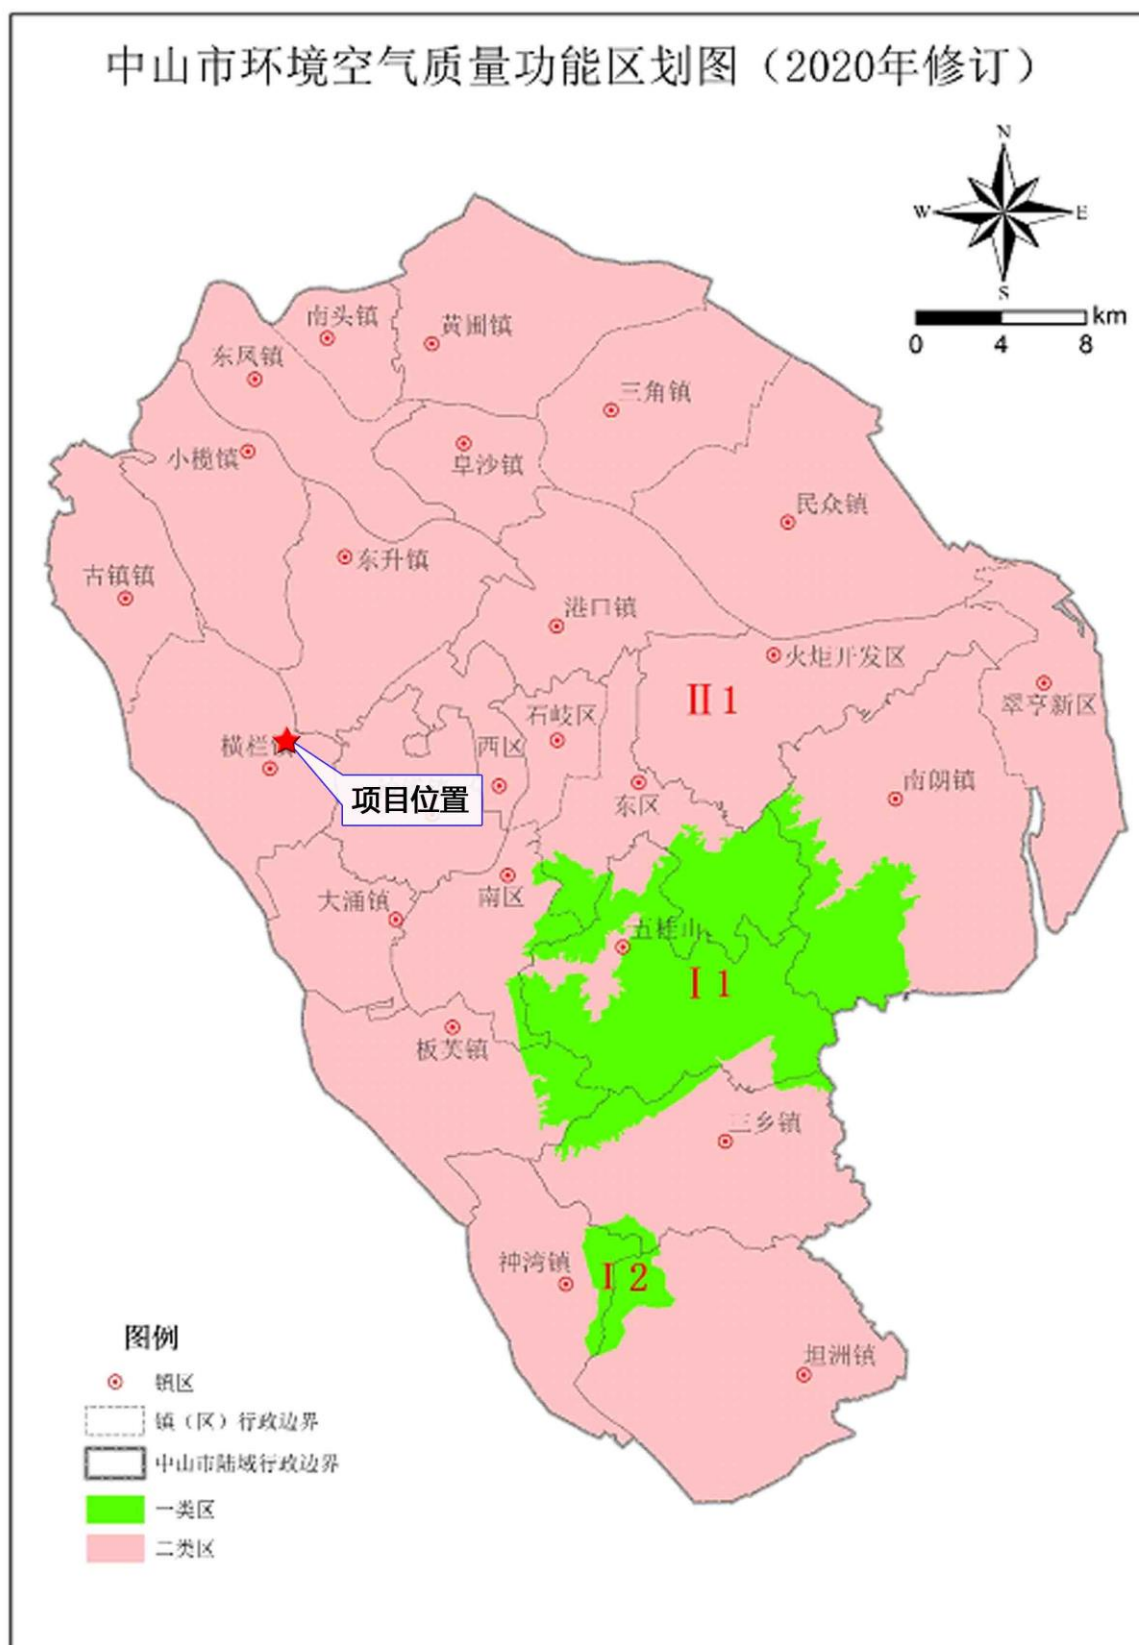 中山市环境空气质量功能区划图（2020年修订）
N
W
E
S
km
0 4 8
南头镇
黄圃镇
东凤镇
三角镇
小榄镇
阜沙镇
民众镇
东升镇
古镇镇
港口镇
火炬开发区
翠亨新区
II 1
石岐区
西区
横栏
项目位置
南朗镇
东区
大涌镇
南区
五桂山
I 1
板芙镇
三乡镇
神湾镇
I 2
坦洲镇
图例
镇区
镇（区）行政边界
中山市陆域行政边界
一类区
二类区